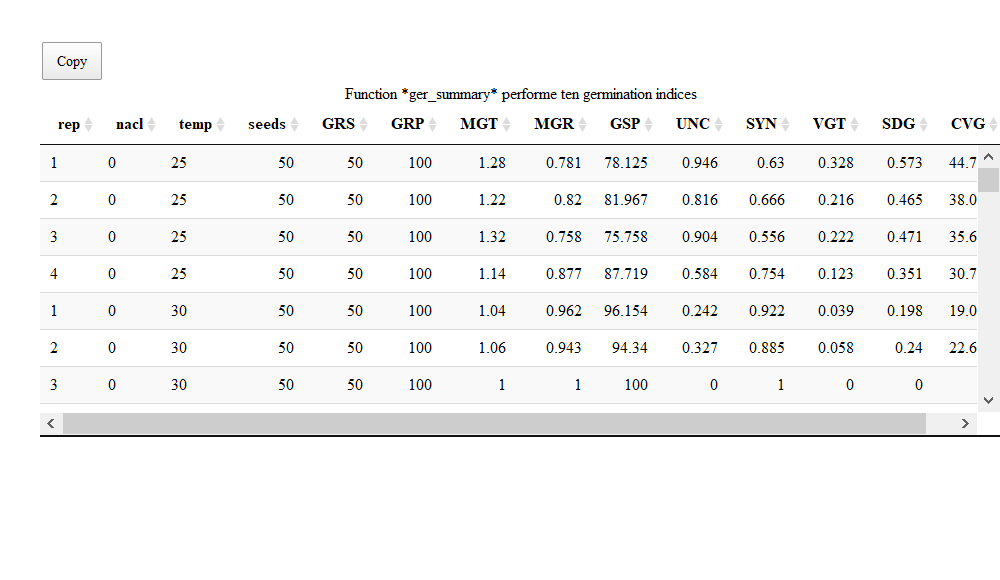 Copy
Function *ger_summary* performe ten germination indices
rep nacl temp seeds GRS GRP MGT MGR GSP UNC SYN VGT SDG CVG
1 0 25 50 50 100 1.28 0.781 78.125 0.946 0.63 0.328 0.573 44.7
2 0 25 50 50 100 1.22 0.82 81.967 0.816 0.666 0.216 0.465 38.0
3 0 25 50 50 100 1.32 0.758 75.758 0.904 0.556 0.222 0.471 35.6
4 0 25 50 50 100 1.14 0.877 87.719 0.584 0.754 0.123 0.351 30.7
1 0 30 50 50 100 1.04 0.962 96.154 0.242 0.922 0.039 0.198 19.0
2 0 30 50 50 100 1.06 0.943 94.34 0.327 0.885 0.058 0.24 22.6
3 0 30 50 50 100 1 1 100 0 1 0 0